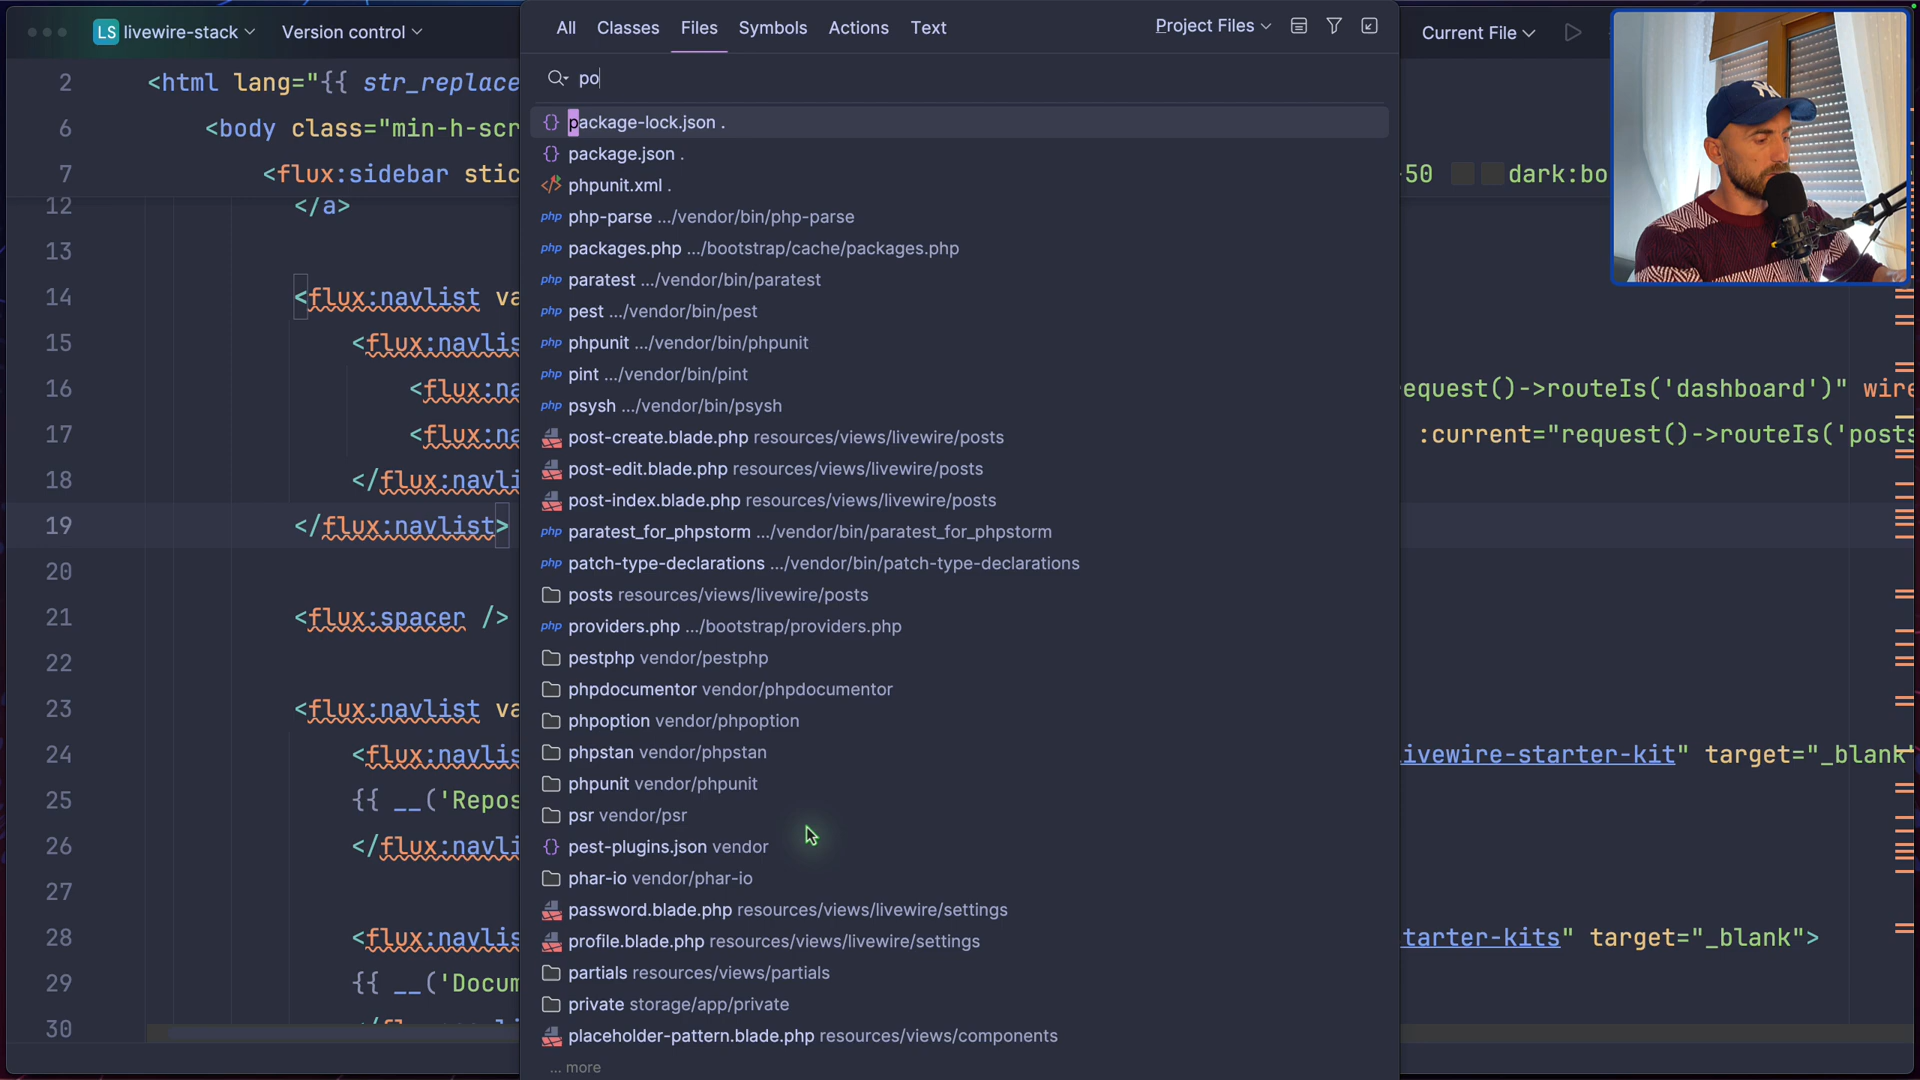 LS livewire-stack
Version control
All Classes Files Symbols Actions Text
Project Files
Current File
po
2 <html lang="{{ str_replace
6 <body class="min-h-scr
7 <flux:sidebar stic
-50 dark:bo
12 </a>
13
14 <flux:navlist va
15 <flux:navlis
16 <flux:na
equest()->routeIs('dashboard')" wire
17 <flux:na
:current="request()->routeIs('posts
18 </flux:navli
19 </flux:navlist>
20
21 <flux:spacer />
22
23 <flux:navlist va
24 <flux:navlis
ivewire-starter-kit" target="_blank"
25 {{ __('Repos
26 </flux:navli
27
28 <flux:navlis
tarter-kits" target="_blank">
29 {{ __('Docum
30
package-lock.json .
package.json .
phpunit.xml .
php php-parse .../vendor/bin/php-parse
php packages.php .../bootstrap/cache/packages.php
php paratest .../vendor/bin/paratest
php pest .../vendor/bin/pest
php phpunit .../vendor/bin/phpunit
php pint .../vendor/bin/pint
php psysh .../vendor/bin/psysh
post-create.blade.php resources/views/livewire/posts
post-edit.blade.php resources/views/livewire/posts
post-index.blade.php resources/views/livewire/posts
php paratest_for_phpstorm .../vendor/bin/paratest_for_phpstorm
php patch-type-declarations .../vendor/bin/patch-type-declarations
posts resources/views/livewire/posts
php providers.php .../bootstrap/providers.php
pestphp vendor/pestphp
phpdocumentor vendor/phpdocumentor
phpoption vendor/phpoption
phpstan vendor/phpstan
phpunit vendor/phpunit
psr vendor/psr
pest-plugins.json vendor
phar-io vendor/phar-io
password.blade.php resources/views/livewire/settings
profile.blade.php resources/views/livewire/settings
partials resources/views/partials
private storage/app/private
placeholder-pattern.blade.php resources/views/components
... more